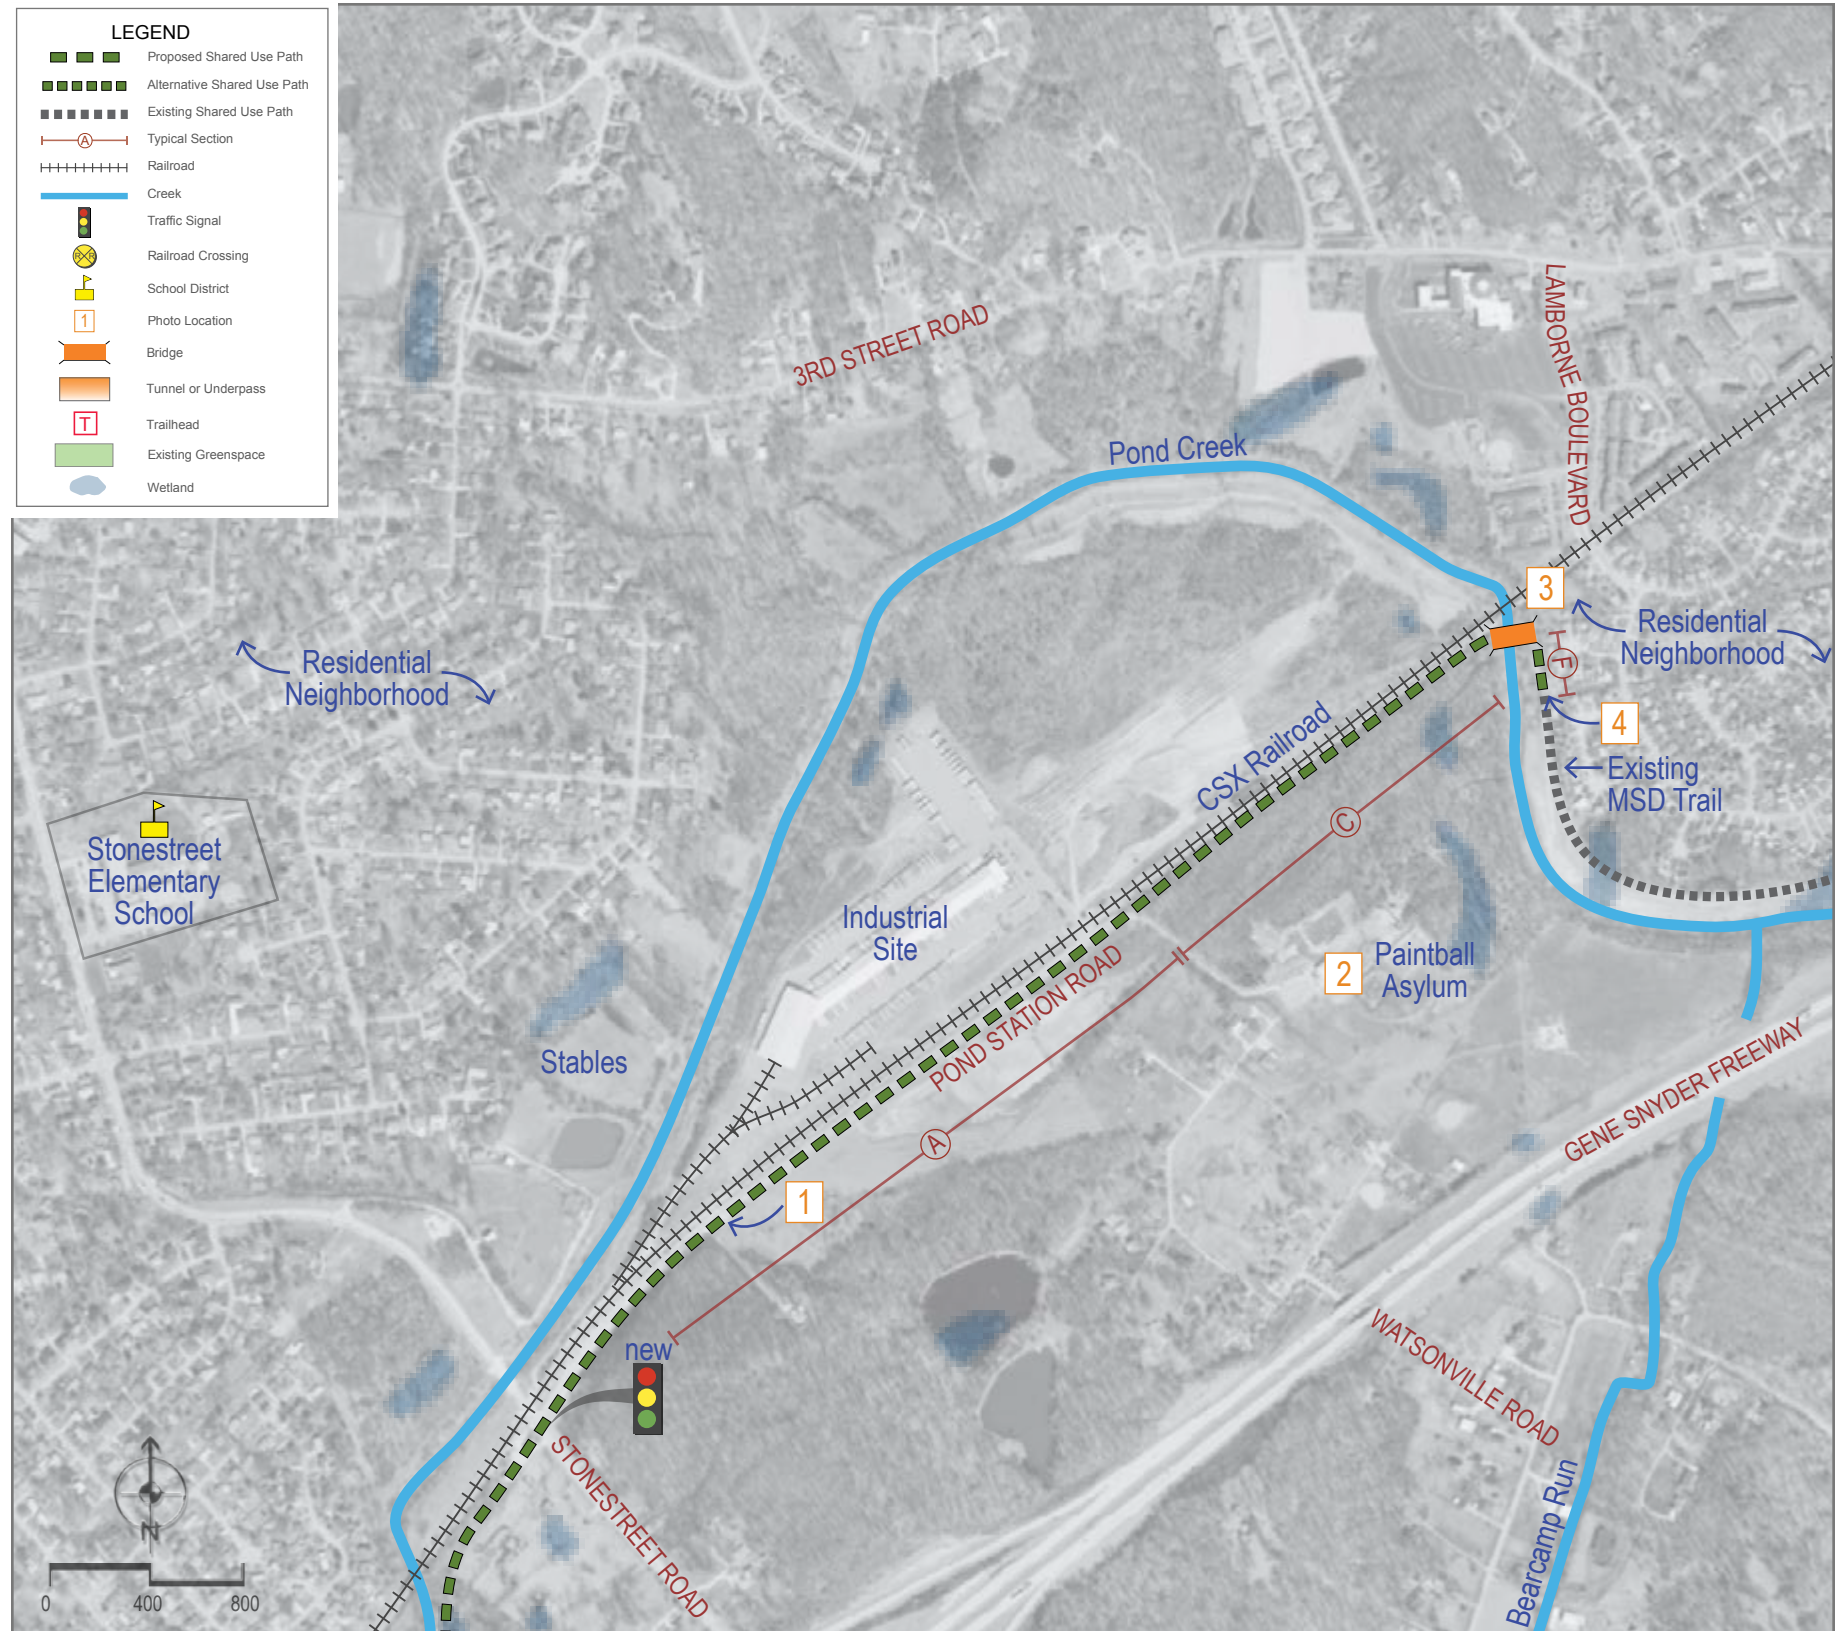 LEGEND
Proposed Shared Use Path
Alternative Shared Use Path
Existing Shared Use Path
A
Typical Section
Railroad
Creek
Traffic Signal
R R
Railroad Crossing
School District
1
Photo Location
Bridge
Tunnel or Underpass
T
Trailhead
Existing Greenspace
Wetland
3RD STREET ROAD
LAMBORNE BOULEVARD
Pond Creek
3
Residential
Neighborhood
Residential
Neighborhood
F
4
CSX Railroad
Existing
MSD Trail
C
Stonestreet
Elementary
School
Industrial
Site
2
Paintball
Asylum
POND STATION ROAD
Stables
GENE SNYDER FREEWAY
A
1
new
WATSONVILLE ROAD
STONESTREET ROAD
Bearcamp Run
N
0 400 800